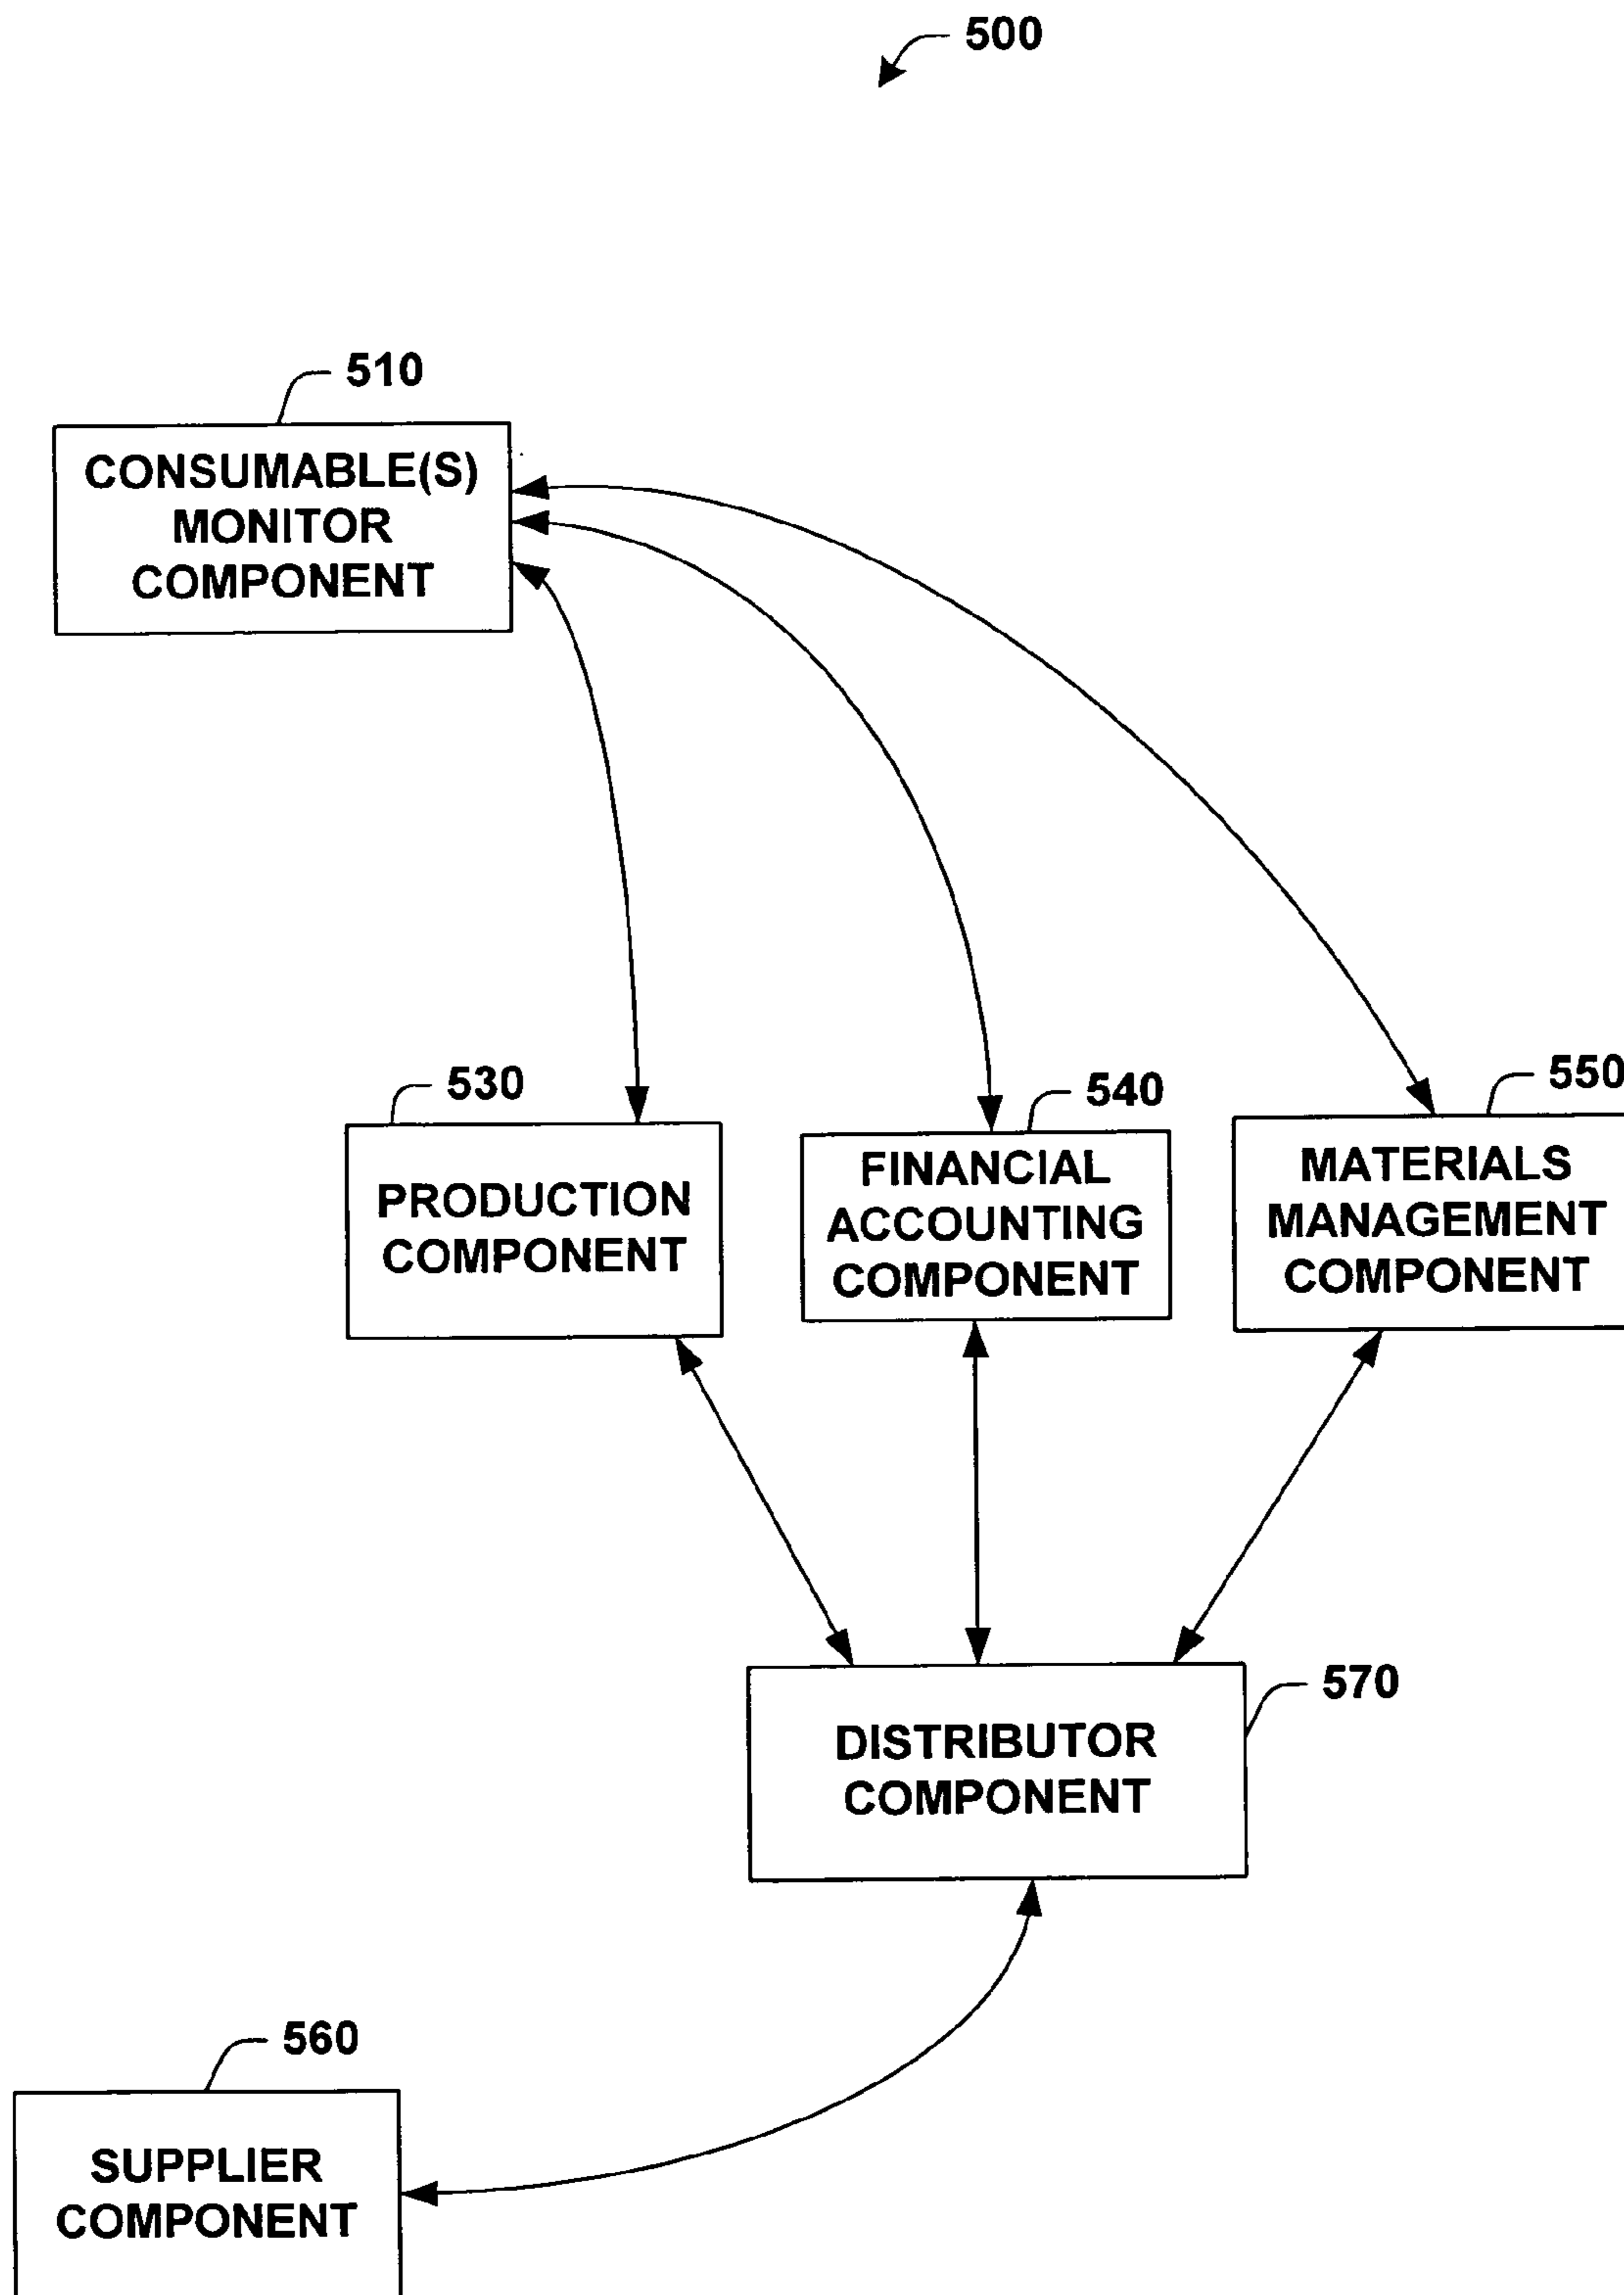 500
510
CONSUMABLE(S)
MONITOR
COMPONENT
530
540
550
PRODUCTION
COMPONENT
FINANCIAL
ACCOUNTING
COMPONENT
MATERIALS
MANAGEMENT
COMPONENT
570
DISTRIBUTOR
COMPONENT
560
SUPPLIER
COMPONENT